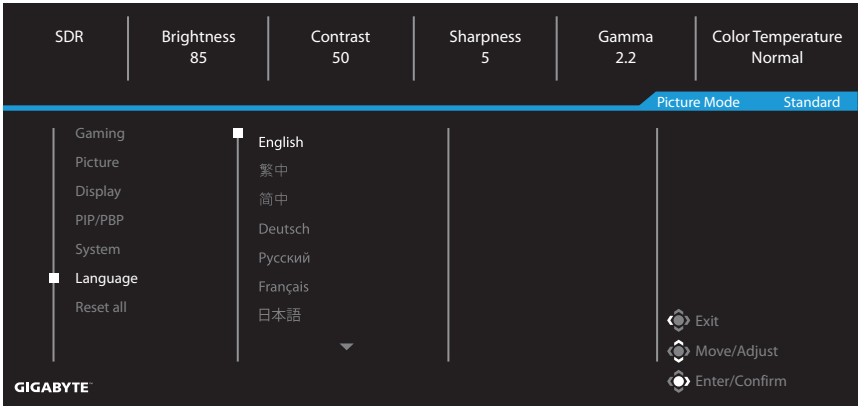 SDR Brightness Contrast Sharpness Gamma Color Temperature
85 50 5 2.2 Normal
Picture Mode Standard
Gaming
Picture
Display
PIP/PBP
System
Language
Reset all
English
繁中
简中
Deutsch
Русский
Français
日本語
Exit
Move/Adjust
Enter/Confirm
GIGABYTE™